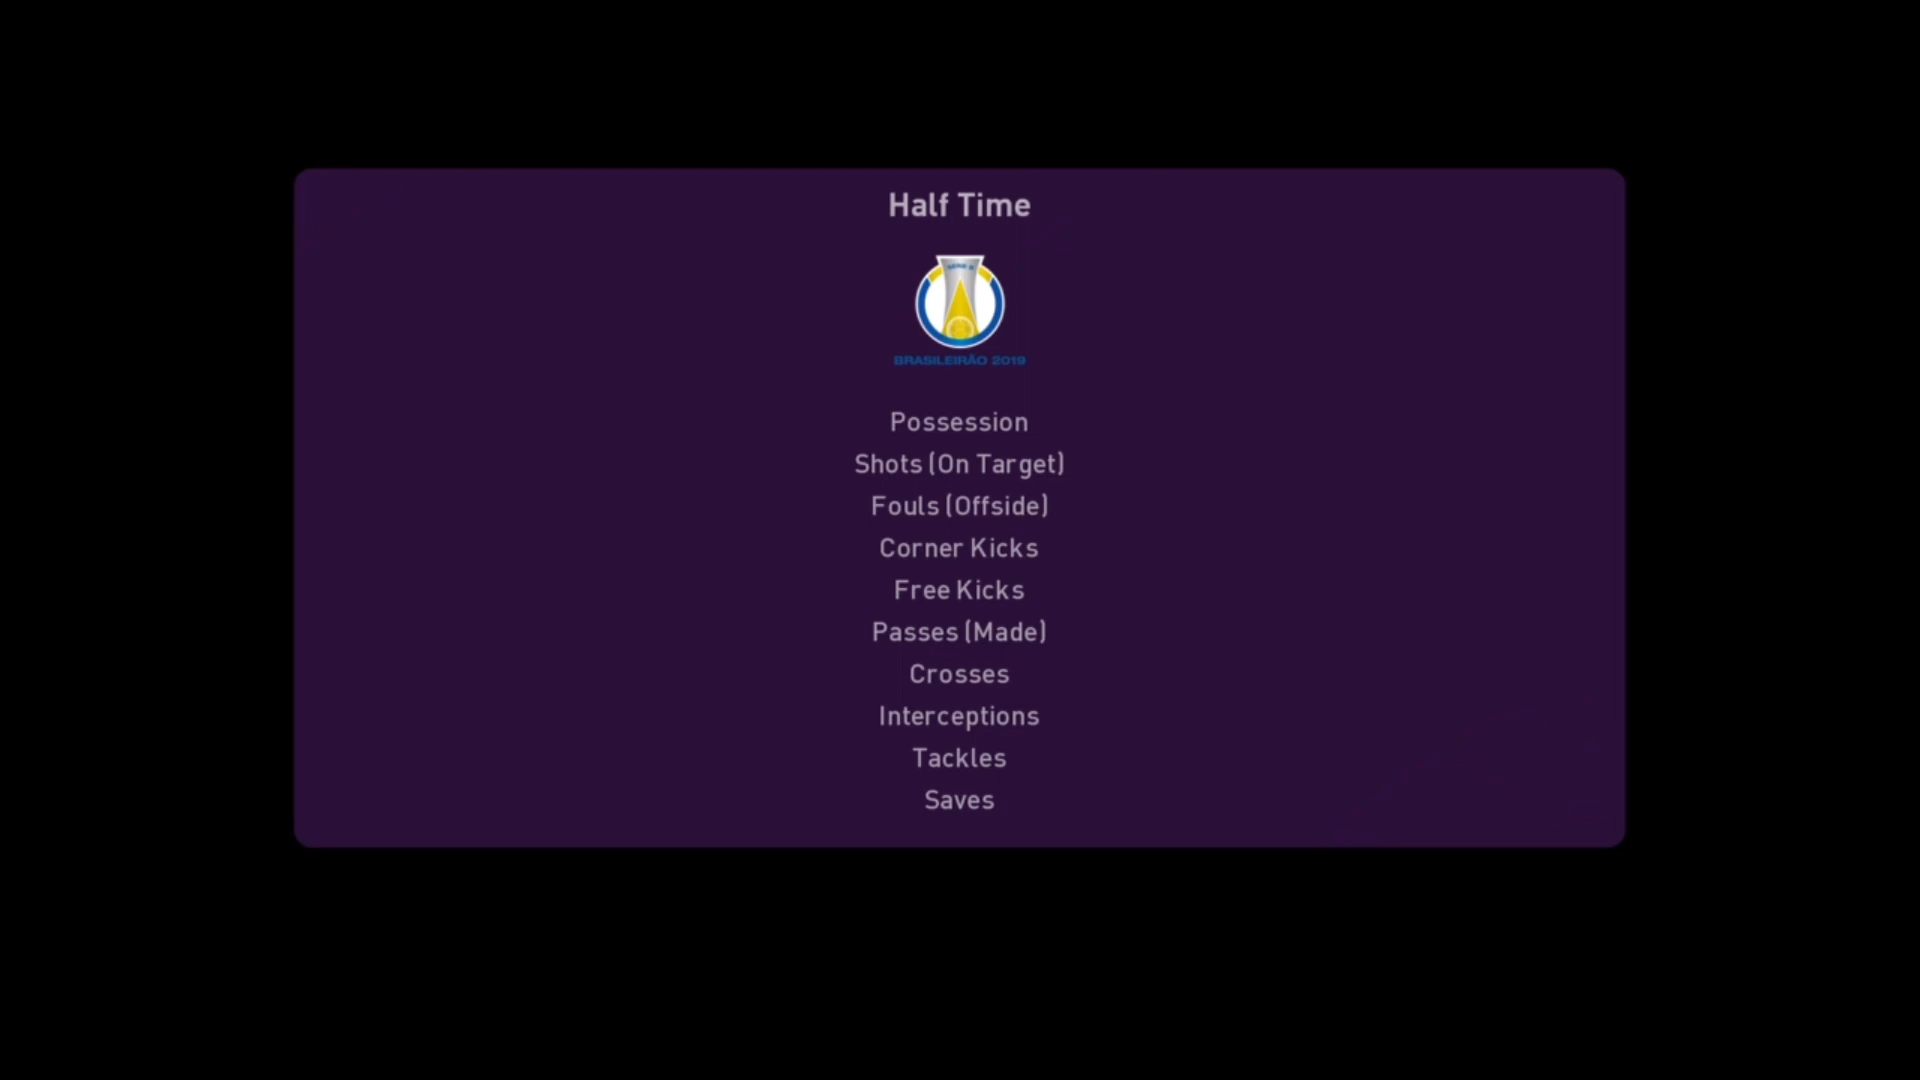 Half Time
BRASILEIRÃO 2019
Possession
Shots (On Target)
Fouls (Offside)
Corner Kicks
Free Kicks
Passes (Made)
Crosses
Interceptions
Tackles
Saves